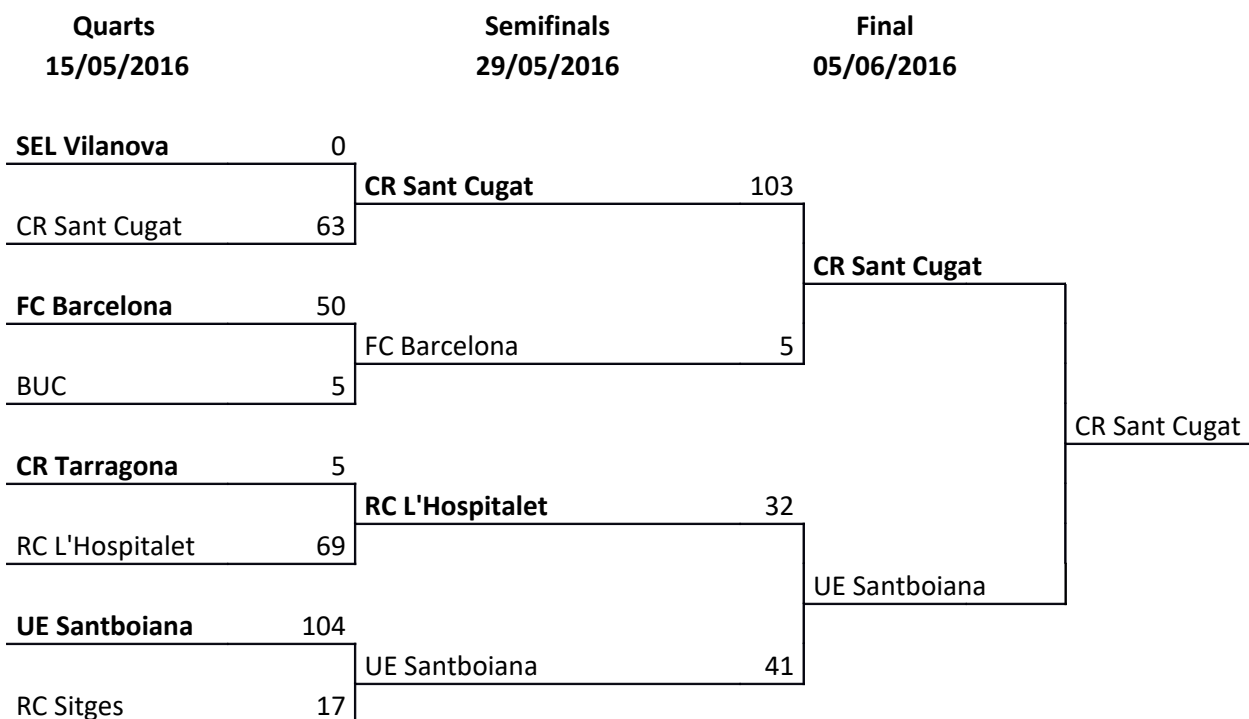 Quarts Semifinals Final
15/05/2016 29/05/2016 05/06/2016
SEL Vilanova 0
CR Sant Cugat 103
CR Sant Cugat 63
CR Sant Cugat
FC Barcelona 50
FC Barcelona 5
BUC 5
CR Sant Cugat
CR Tarragona 5
RC L'Hospitalet 32
RC L'Hospitalet 69
UE Santboiana
UE Santboiana 104
UE Santboiana 41
RC Sitges 17